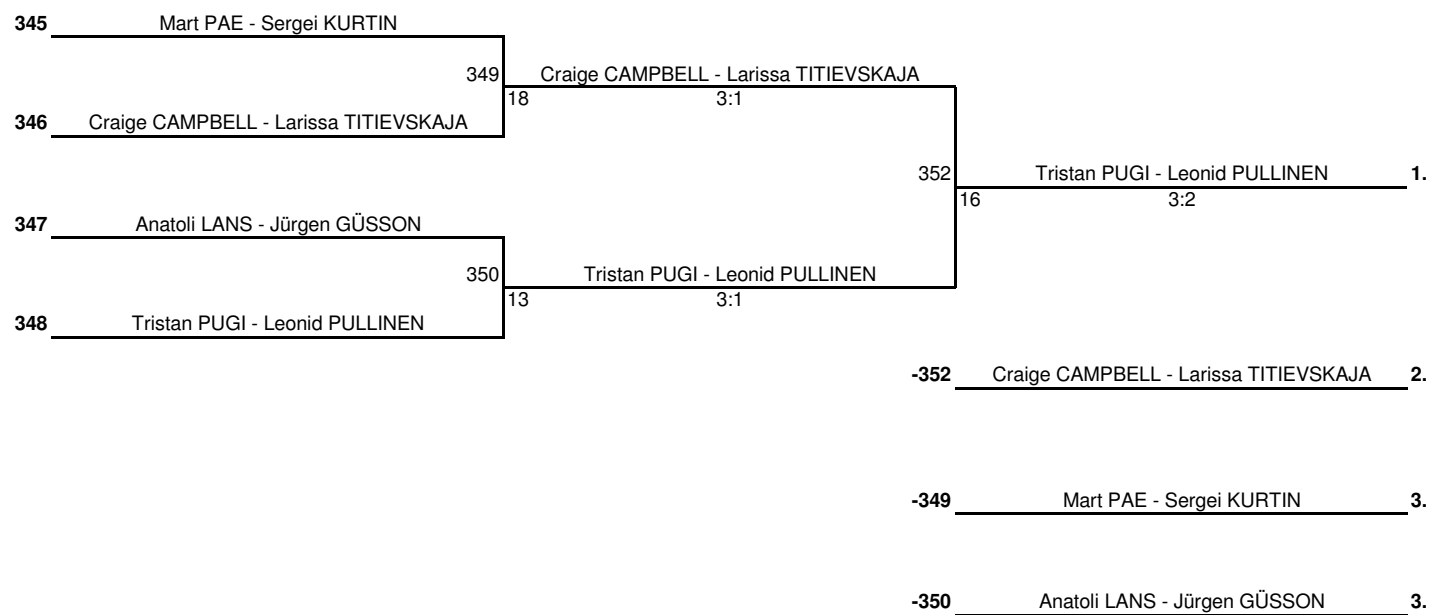 345 Mart PAE - Sergei KURTIN
349 Craige CAMPBELL - Larissa TITIEVSKAJA
18 3:1
346 Craige CAMPBELL - Larissa TITIEVSKAJA
352 Tristan PUGI - Leonid PULLINEN 1.
16 3:2
347 Anatoli LANS - Jürgen GÜSSON
350 Tristan PUGI - Leonid PULLINEN
13 3:1
348 Tristan PUGI - Leonid PULLINEN
-352 Craige CAMPBELL - Larissa TITIEVSKAJA 2.
-349 Mart PAE - Sergei KURTIN 3.
-350 Anatoli LANS - Jürgen GÜSSON 3.